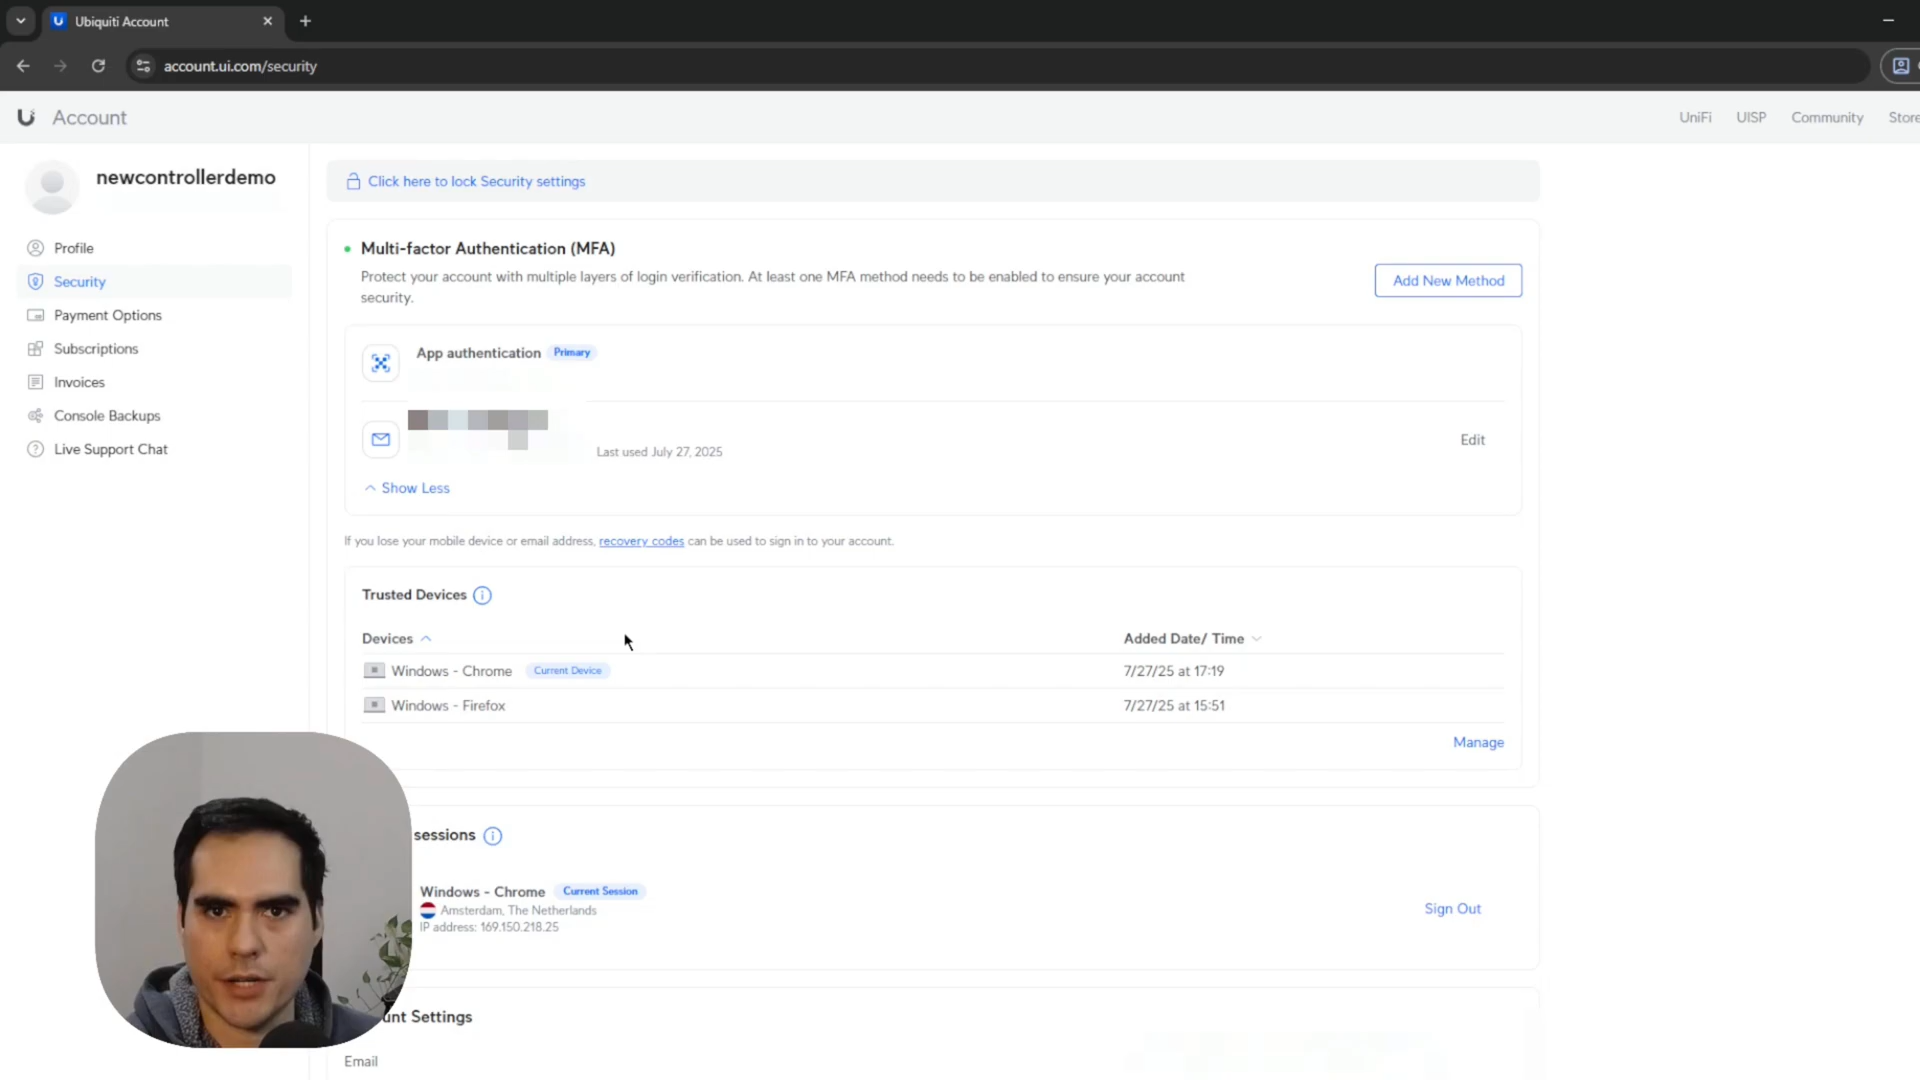 Ubiquiti Account
account.ui.com/security
Account
UniFi UISP Community Store
newcontrollerdemo
Profile
Security
Payment Options
Subscriptions
Invoices
Console Backups
Live Support Chat
Click here to lock Security settings
Multi-factor Authentication (MFA)
Protect your account with multiple layers of login verification. At least one MFA method needs to be enabled to ensure your account
security.
Add New Method
App authentication Primary
Last used July 27, 2025
Edit
Show Less
If you lose your mobile device or email address, recovery codes can be used to sign in to your account.
Trusted Devices
Devices Added Date/ Time
Windows - Chrome Current Device 7/27/25 at 17:19
Windows - Firefox 7/27/25 at 15:51
Manage
sessions
Windows - Chrome Current Session
Amsterdam, The Netherlands
IP address: 169.150.218.25
Sign Out
unt Settings
Email